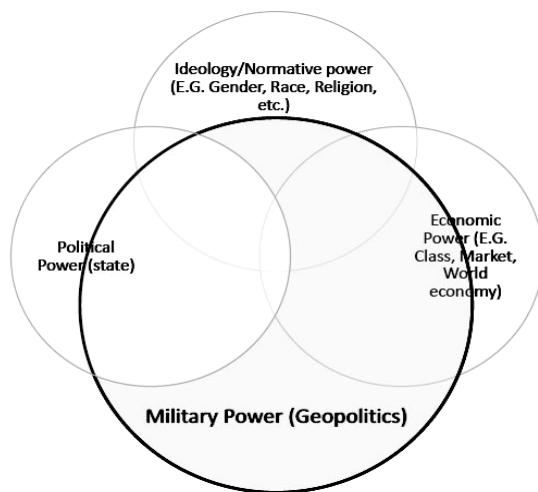 Ideology/Normative power
(E.G. Gender, Race, Religion,
etc.)
Political
Power (state)
Economic
Power (E.G.
Class, Market,
World
economy)
Military Power (Geopolitics)